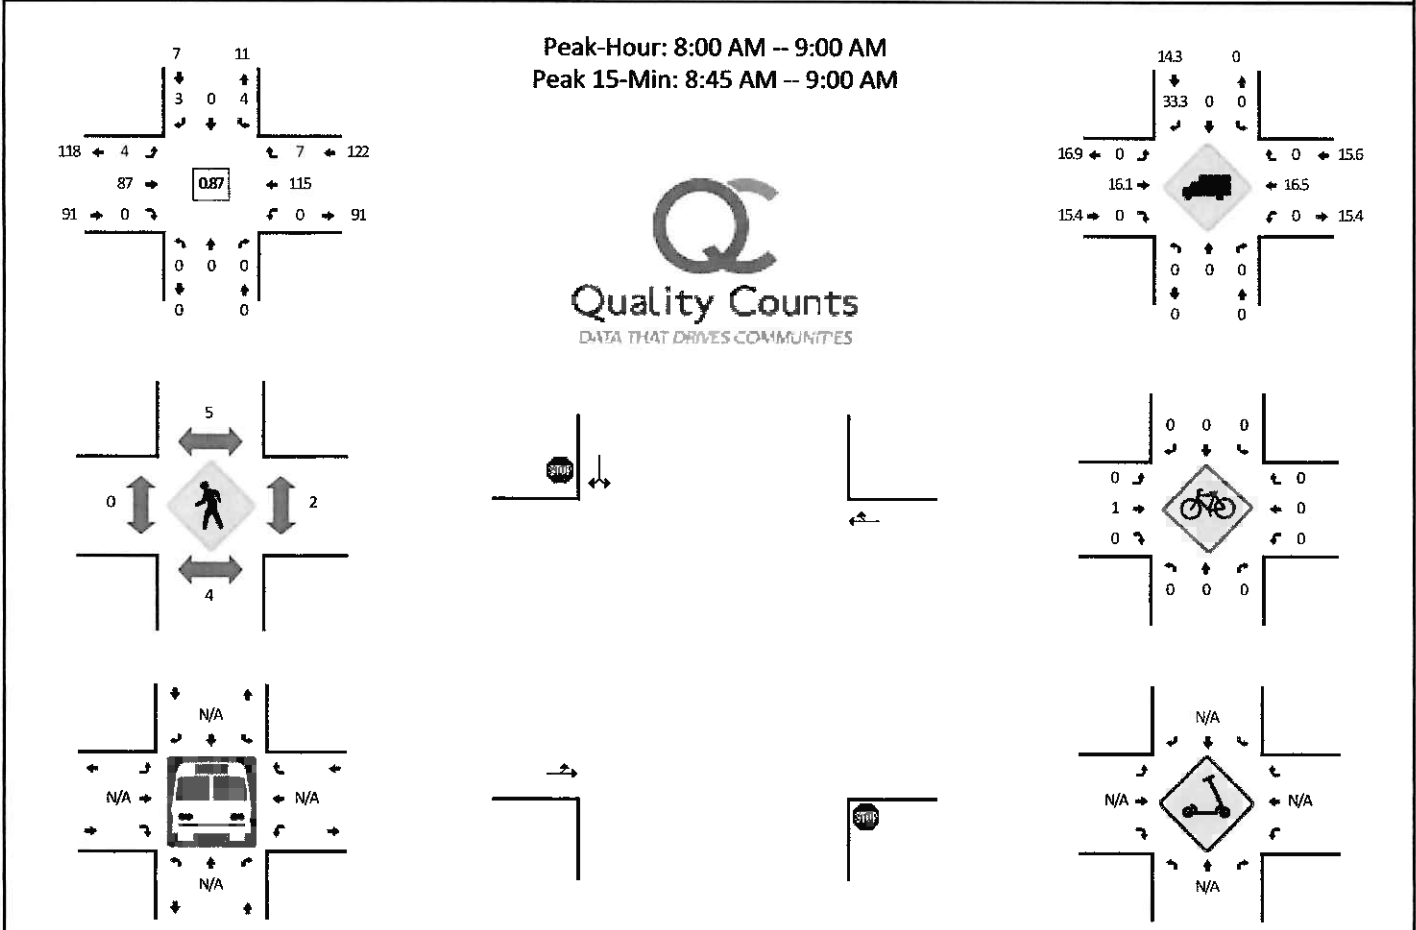 Peak-Hour: 8:00 AM -- 9:00 AM
Peak 15-Min: 8:45 AM -- 9:00 AM
7 11
3 0 4
118 4 7 122
87 0.87 115
91 0 0 91
0 0 0
0 0
QC
Quality Counts
DATA THAT DRIVES COMMUNITIES
14.3 0
33.3 0 0
16.9 0 0 15.6
16.1 16.5
15.4 0 0 15.4
0 0 0
0 0
5
0 2
4
STOP
0 0 0
0 0
1 0
0 0
0 0 0
N/A
N/A N/A
N/A
STOP
N/A
N/A N/A
N/A